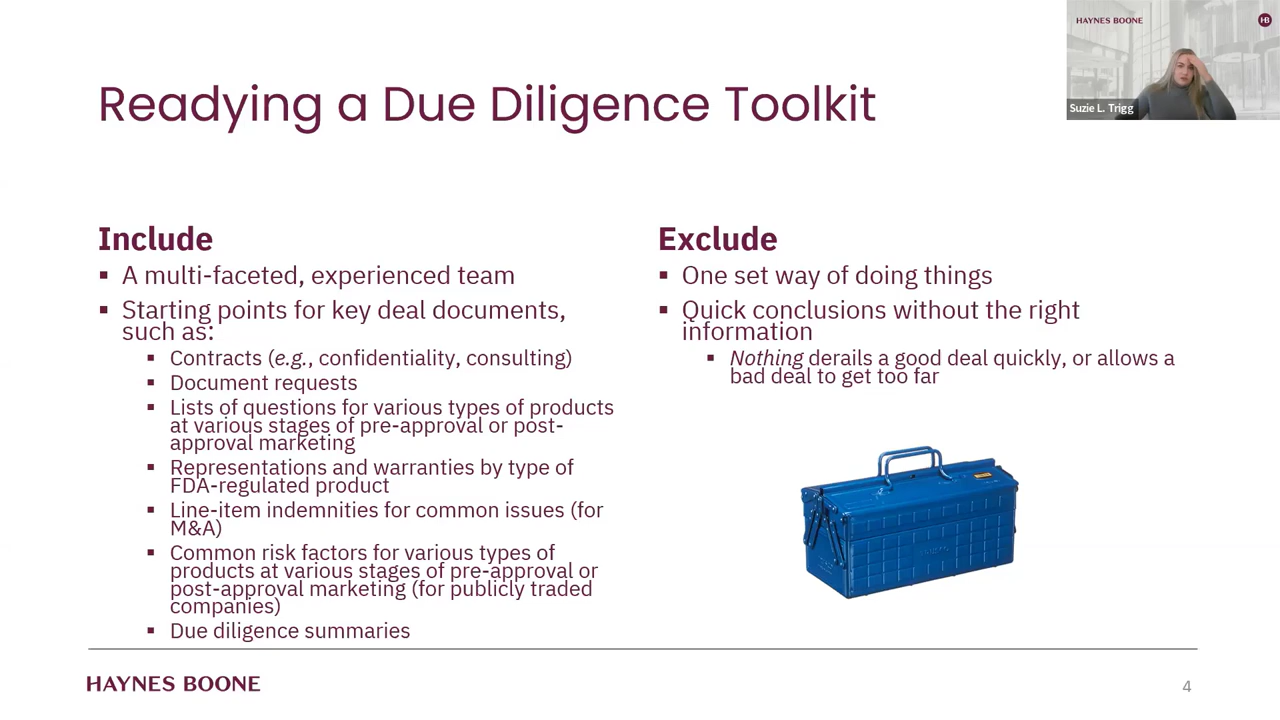 HAYNES BOONE
HB
Suzie L. Trigg
Readying a Due Diligence Toolkit
Include
▪ A multi-faceted, experienced team
▪ Starting points for key deal documents,
such as:
▪ Contracts (e.g., confidentiality, consulting)
▪ Document requests
▪ Lists of questions for various types of products
at various stages of pre-approval or post-
approval marketing
▪ Representations and warranties by type of
FDA-regulated product
▪ Line-item indemnities for common issues (for
M&A)
▪ Common risk factors for various types of
products at various stages of pre-approval or
post-approval marketing (for publicly traded
companies)
▪ Due diligence summaries
Exclude
▪ One set way of doing things
▪ Quick conclusions without the right
information
▪ Nothing derails a good deal quickly, or allows a
bad deal to get too far
HAYNES BOONE
4